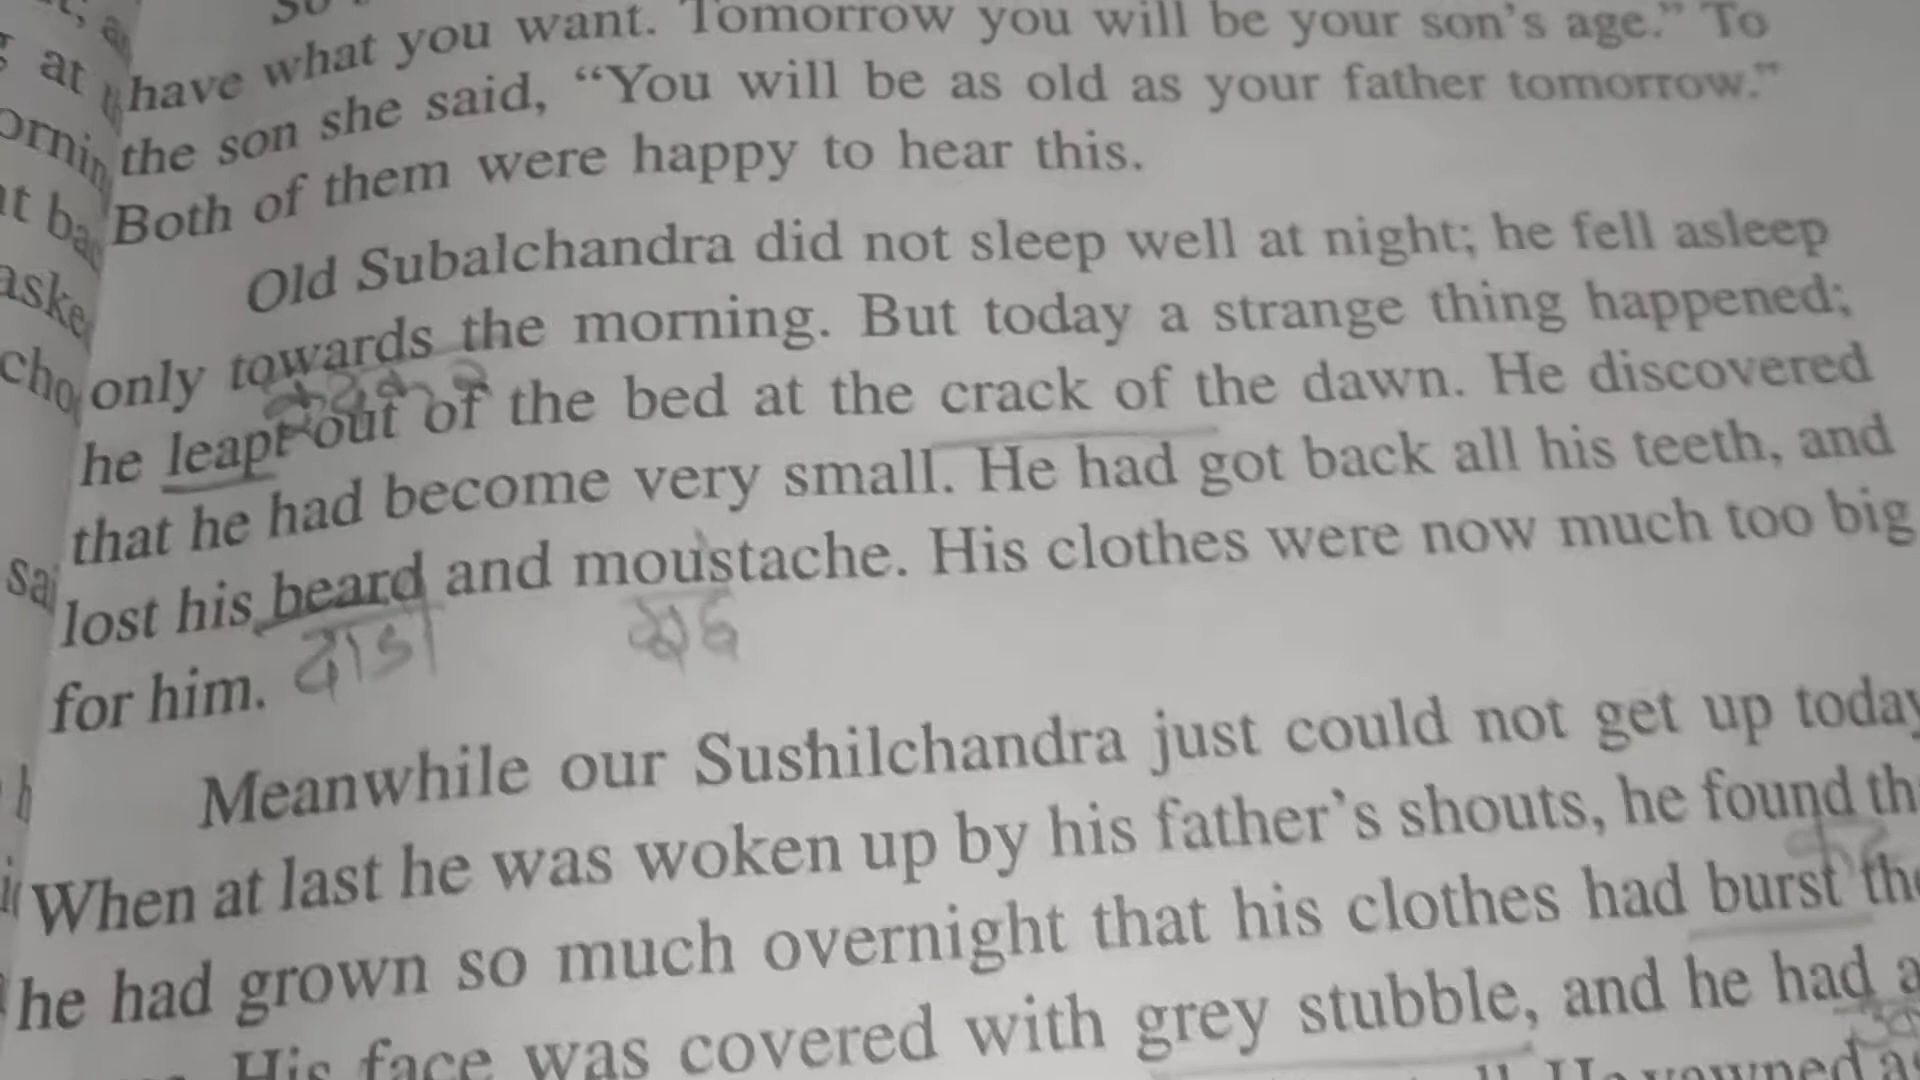 have what you want. Tomorrow you will be your son's age." To
the son she said, "You will be as old as your father tomorrow."
Both of them were happy to hear this.
Old Subalchandra did not sleep well at night; he fell asleep
only towards the morning. But today a strange thing happened;
he leapt out of the bed at the crack of the dawn. He discovered
that he had become very small. He had got back all his teeth, and
lost his beard and moustache. His clothes were now much too big
for him.
Meanwhile our Sushilchandra just could not get up today
When at last he was woken up by his father's shouts, he found
he had grown so much overnight that his clothes had burst
His face was covered with grey stubble, and he had a